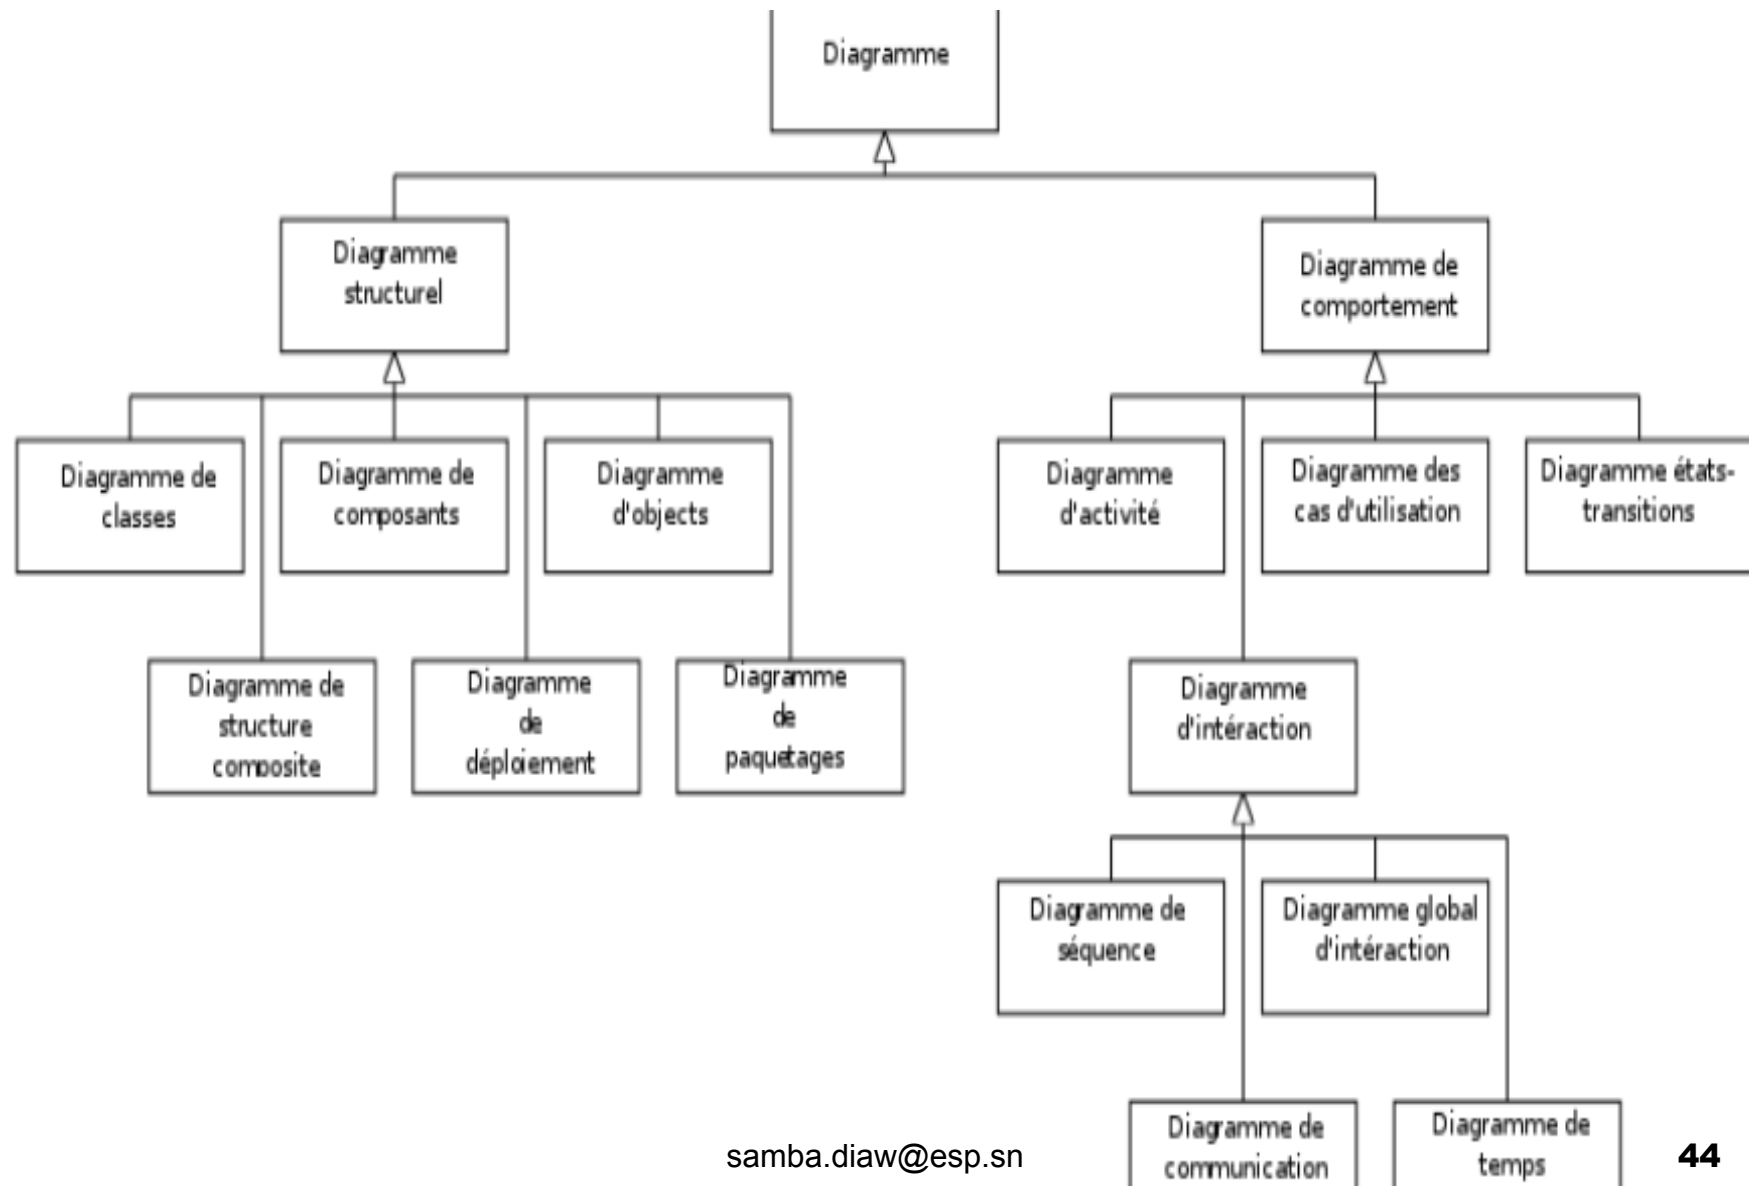 Diagramme
Diagramme
structurel
Diagramme de
comportement
Diagramme de
classes
Diagramme de
composants
Diagramme
d'objects
Diagramme
d'activité
Diagramme des
cas d'utilisation
Diagramme états-
transitions
Diagramme de
structure
composite
Diagramme
de
déploiement
Diagramme
de
paquetages
Diagramme
d'intéraction
Diagramme de
séquence
Diagramme global
d'intéraction
Diagramme de
communication
Diagramme de
temps
samba.diaw@esp.sn
44